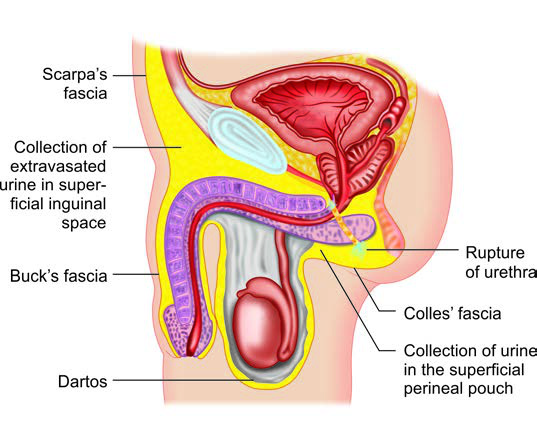 Scarpa's
fascia
Collection of
extravasated
urine in super-
ficial inguinal
space
Buck's fascia
Dartos
Rupture
of urethra
Colles' fascia
Collection of urine
in the superficial
perineal pouch